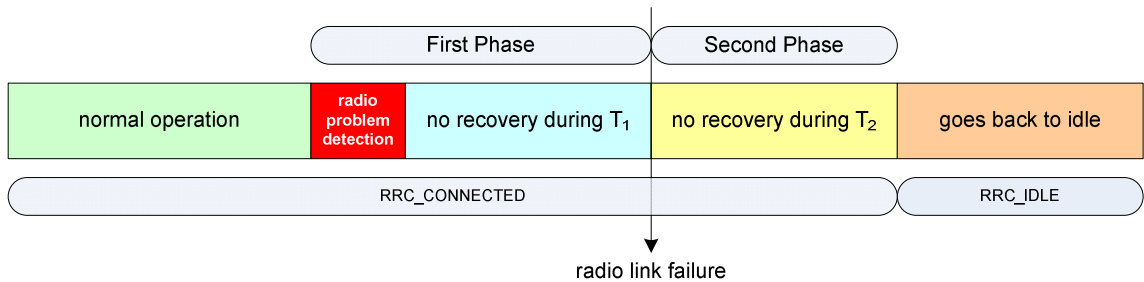 First Phase
Second Phase
normal operation
radio
problem
detection
no recovery during T₁
no recovery during T₂
goes back to idle
RRC_CONNECTED
RRC_IDLE
radio link failure